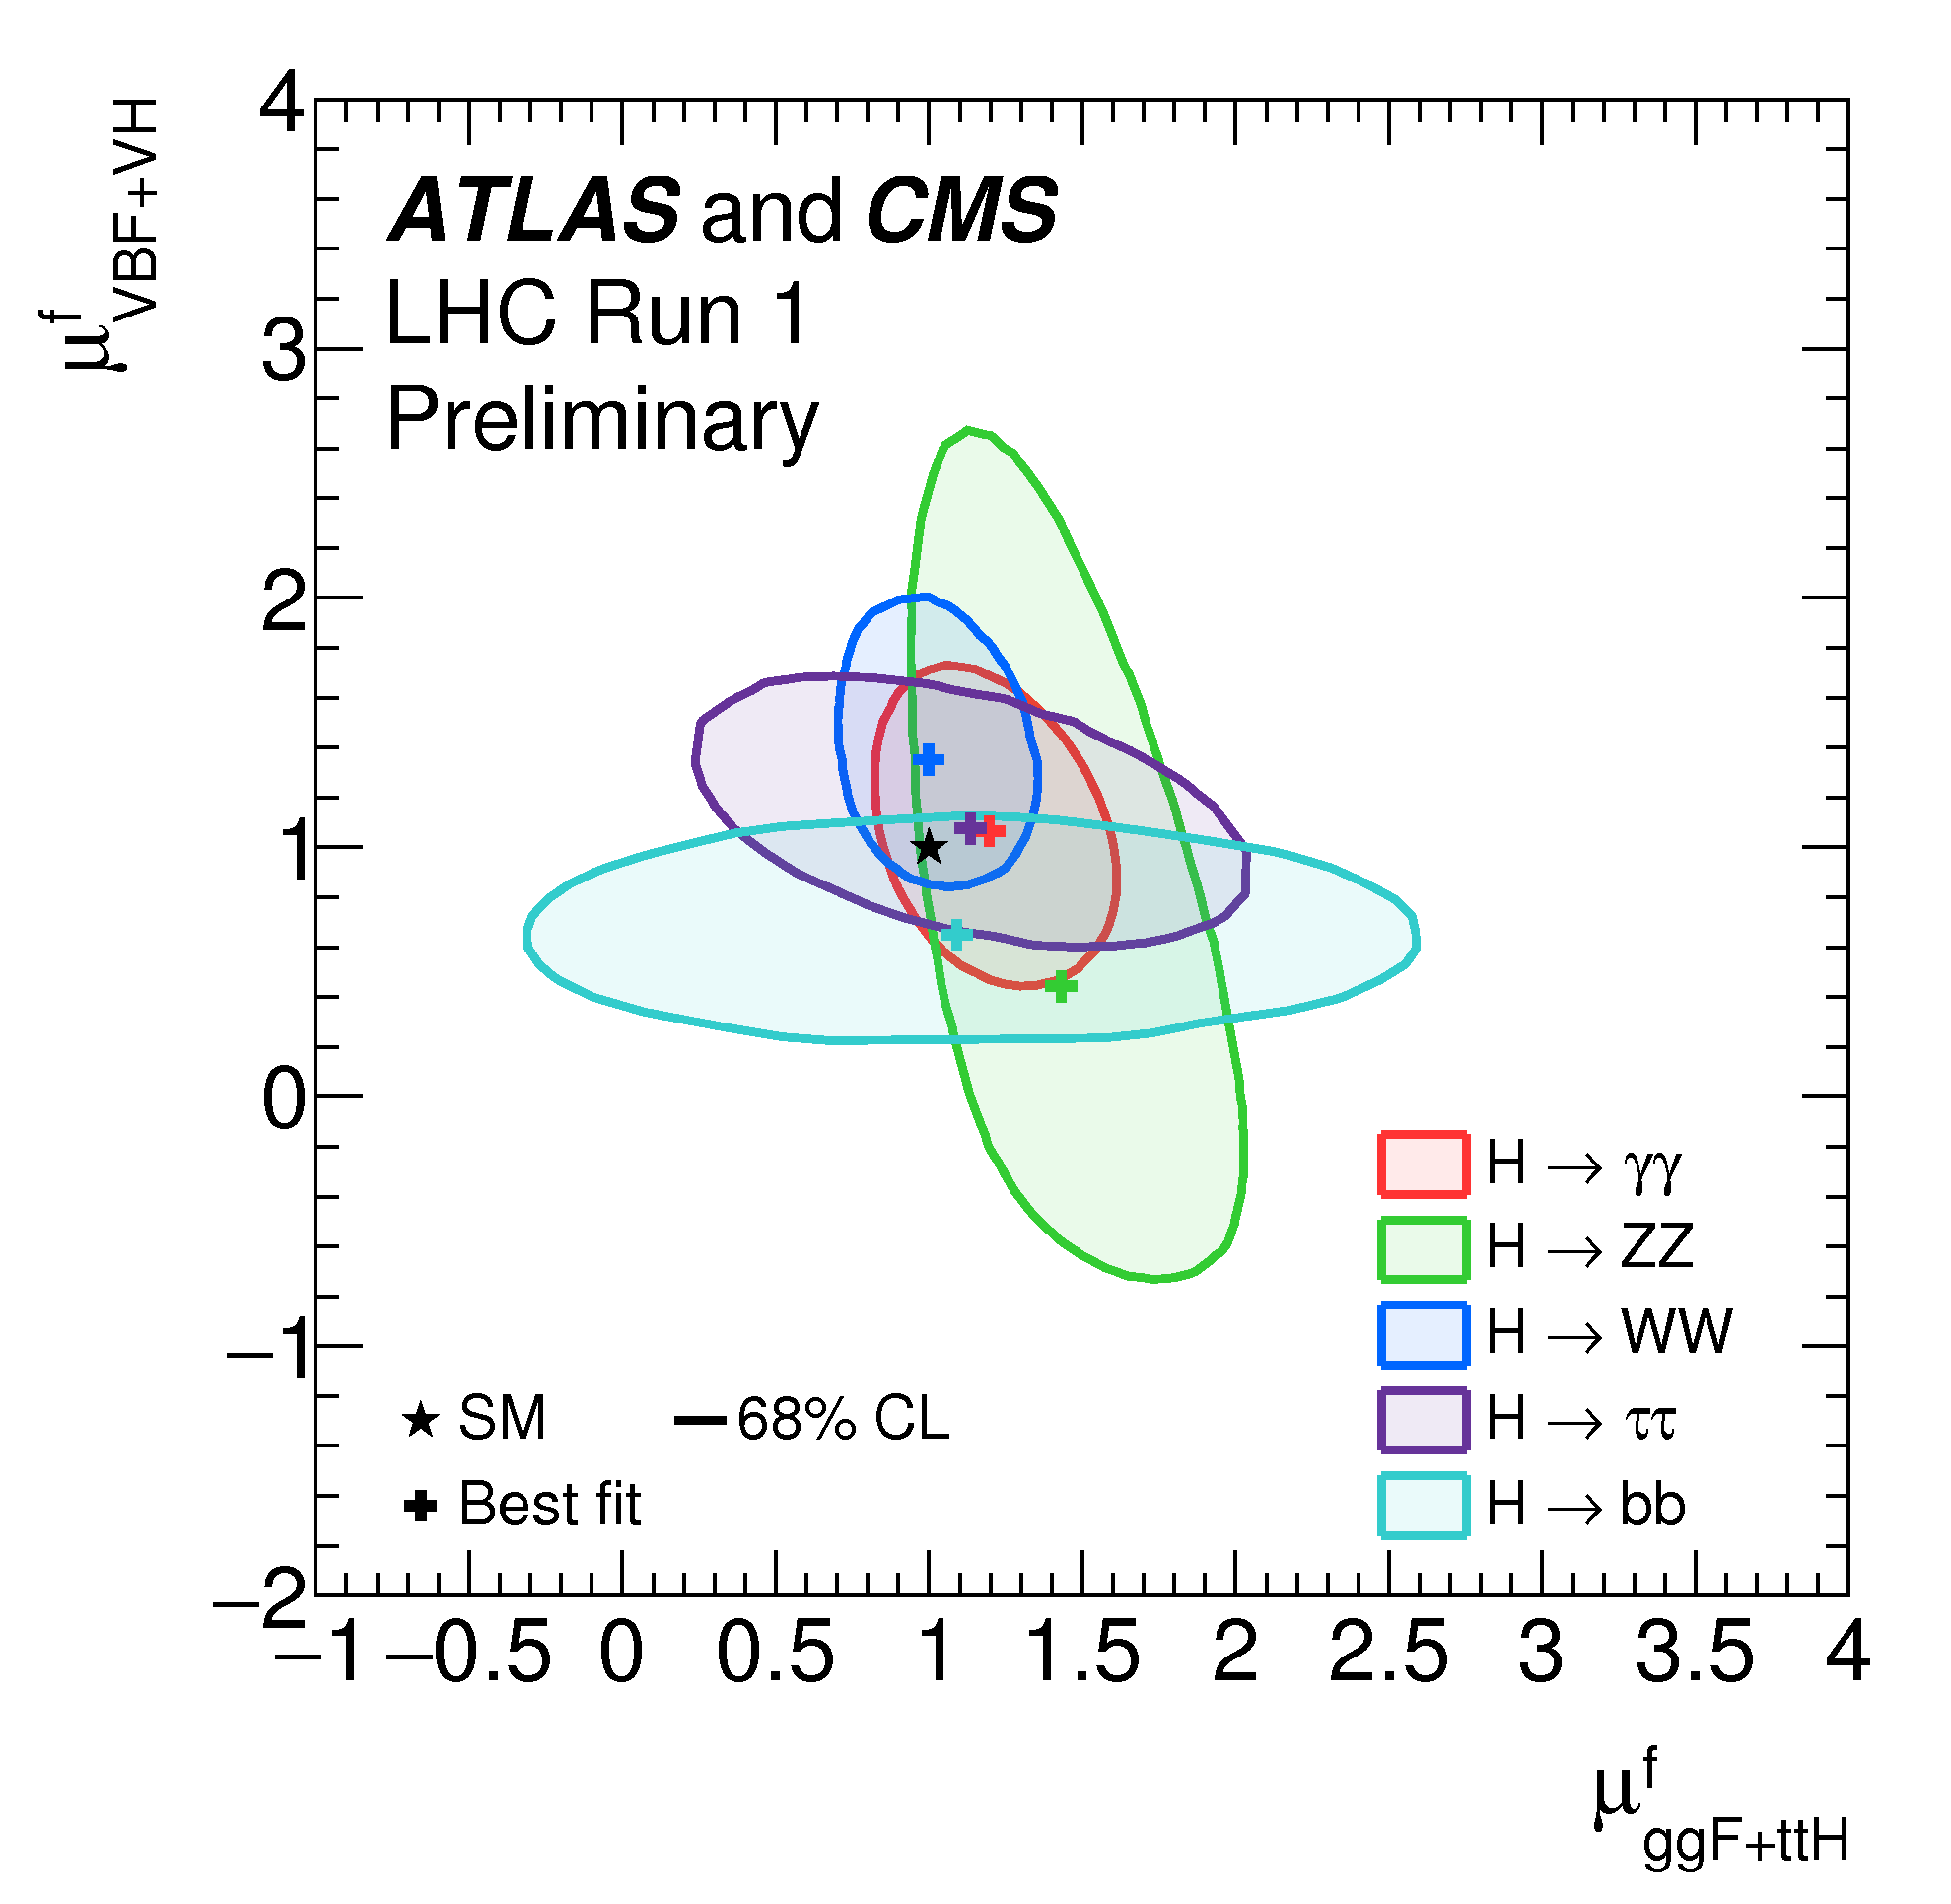 ATLAS and CMS
LHC Run 1
Preliminary
μ^f_VBF+VH
4
3
2
1
0
−1
−2
H → γγ
H → ZZ
H → WW
H → ττ
H → bb
SM
68% CL
Best fit
−1 −0.5 0 0.5 1 1.5 2 2.5 3 3.5 4
μ^f_ggF+ttH